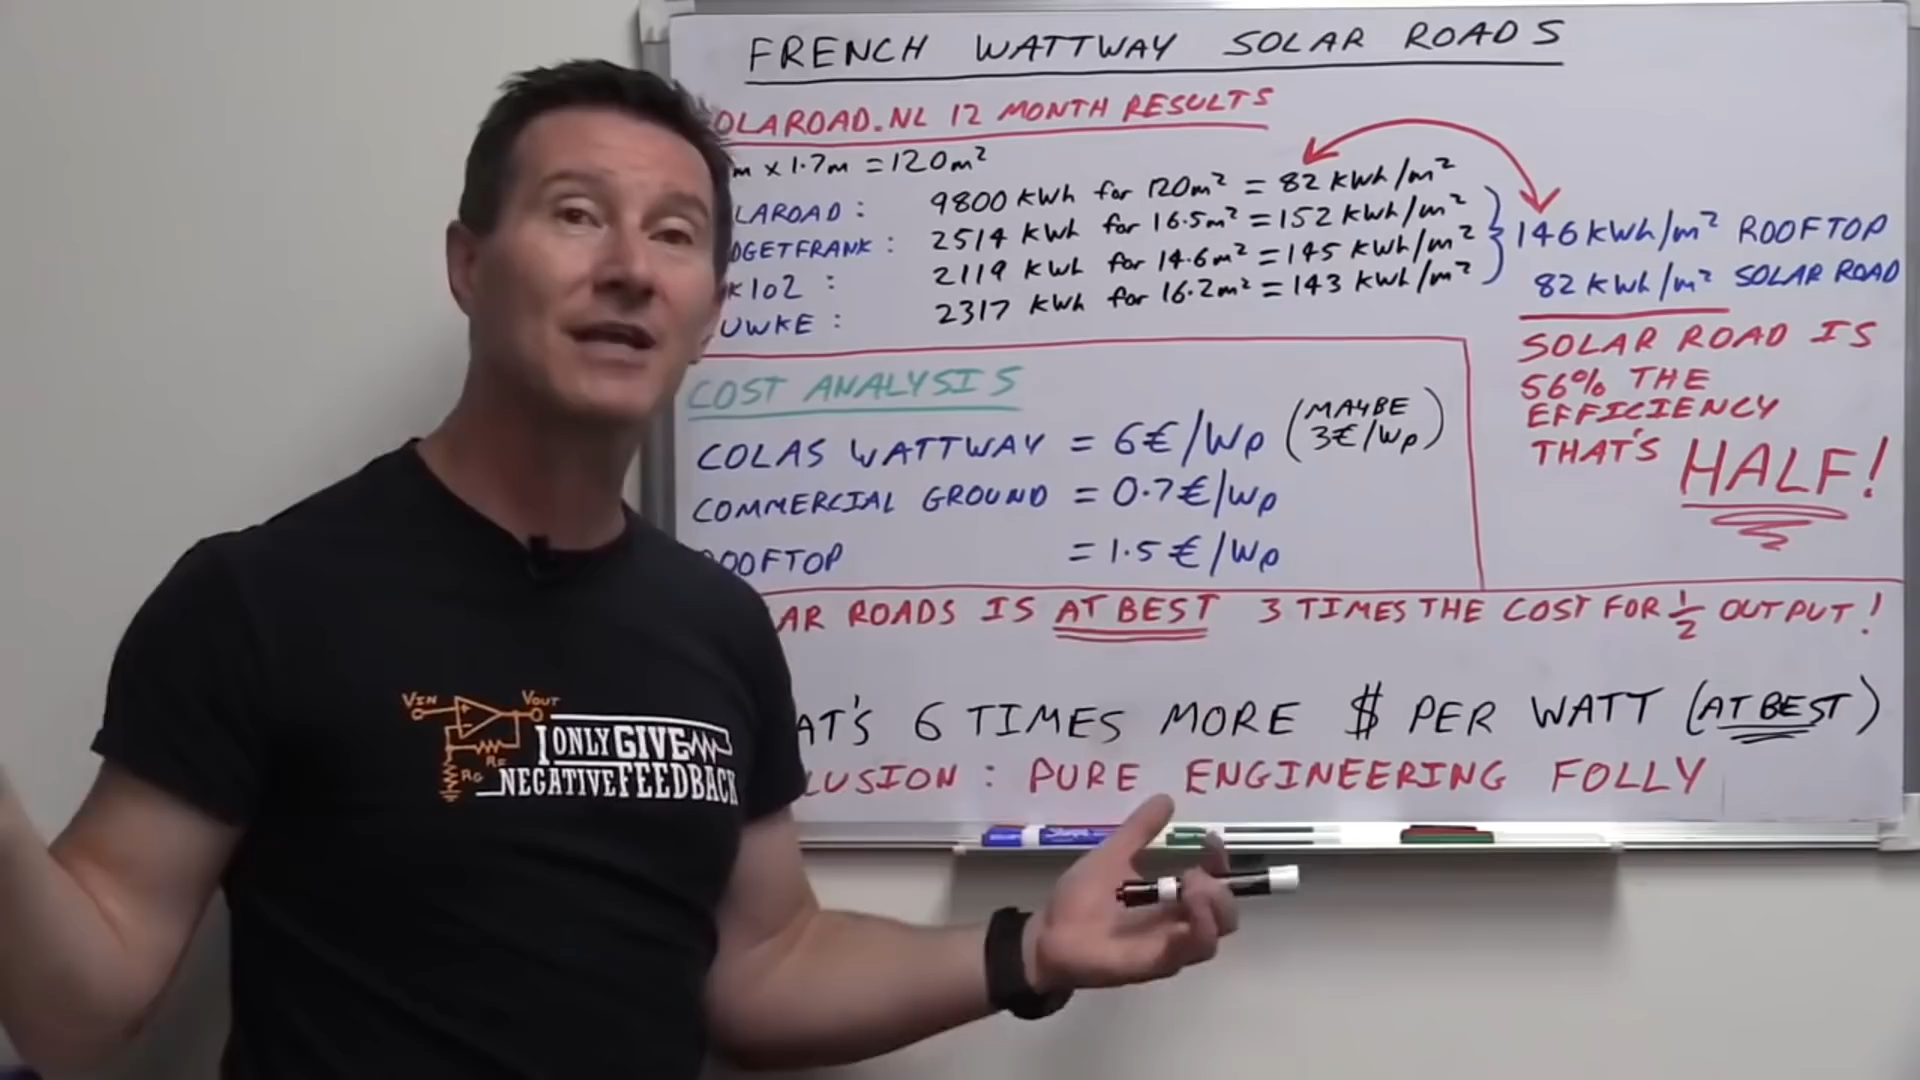 FRENCH WATTWAY SOLAR ROADS
OLAROAD.NL 12 MONTH RESULTS
m x 1.7m = 120m²
LAROAD : 9800 KWh for 120m² = 82 KWh/m²
DGETFRANK : 2514 KWh for 16.5m² = 152 KWh/m²
K102 : 2119 KWh for 14.6m² = 145 KWh/m²
UWKE : 2317 KWh for 16.2m² = 143 KWh/m²
146 KWh/m² ROOFTOP
82 KWh/m² SOLAR ROAD
SOLAR ROAD IS
56% THE
EFFICIENCY
THAT'S HALF!
COST ANALYSIS
COLAS WATTWAY = 6€/Wp (MAYBE 3€/Wp)
COMMERCIAL GROUND = 0.7€/Wp
ROOFTOP = 1.5€/Wp
AR ROADS IS AT BEST 3 TIMES THE COST FOR ½ OUTPUT!
AT'S 6 TIMES MORE $ PER WATT (AT BEST)
LUSION : PURE ENGINEERING FOLLY
VIN VOUT
RF
RG
I ONLY GIVE
NEGATIVE FEEDBACK
Sharpie